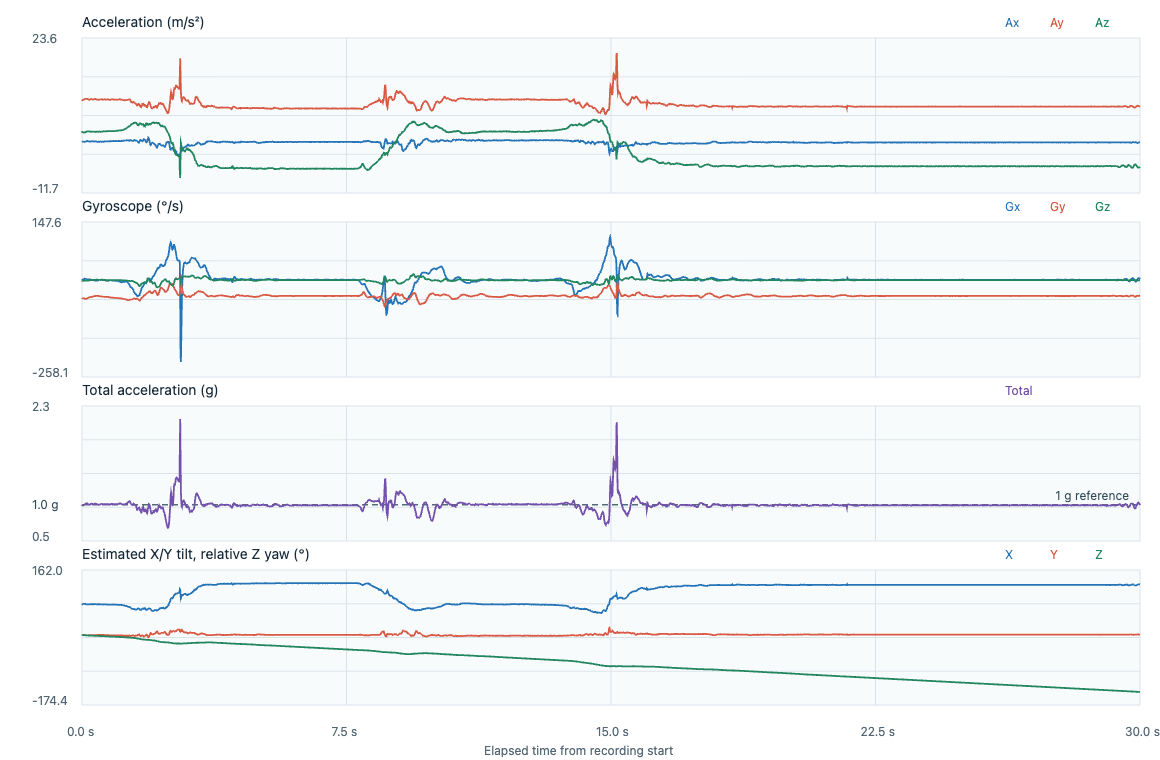 Acceleration (m/s²) Ax Ay Az
23.6
-11.7
Gyroscope (°/s) Gx Gy Gz
147.6
-258.1
Total acceleration (g) Total
2.3
1 g reference
1.0 g
0.5
Estimated X/Y tilt, relative Z yaw (°) X Y Z
162.0
-174.4
0.0 s 7.5 s 15.0 s 22.5 s 30.0 s
Elapsed time from recording start